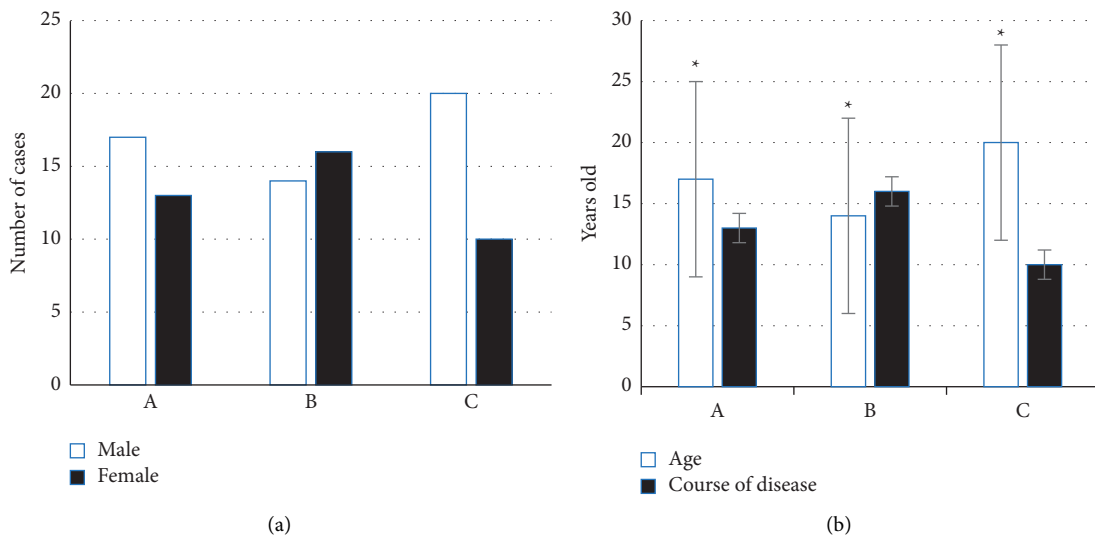 25
20
15
10
5
0
Number of cases
A B C
Male
Female
(a)
30
25
20
15
10
5
0
Years old
* * *
A B C
Age
Course of disease
(b)